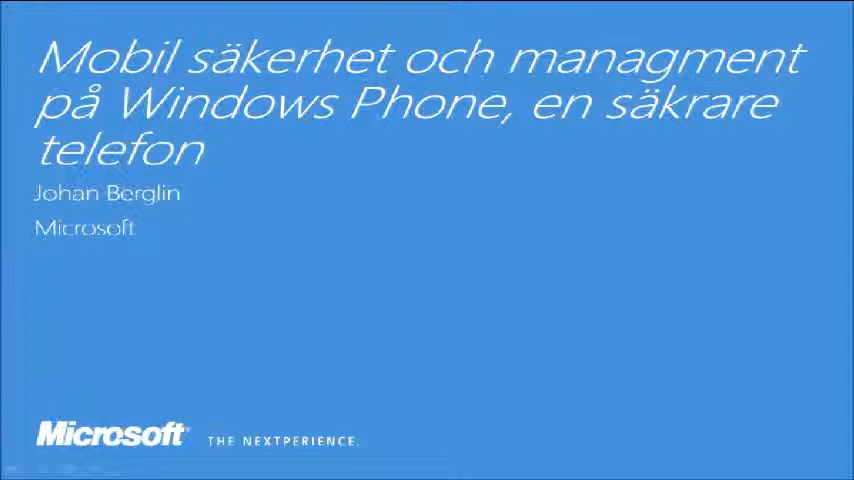 Mobil säkerhet och managment
på Windows Phone, en säkrare
telefon
Johan Berglin
Microsoft
Microsoft THE NEXTPERIENCE.